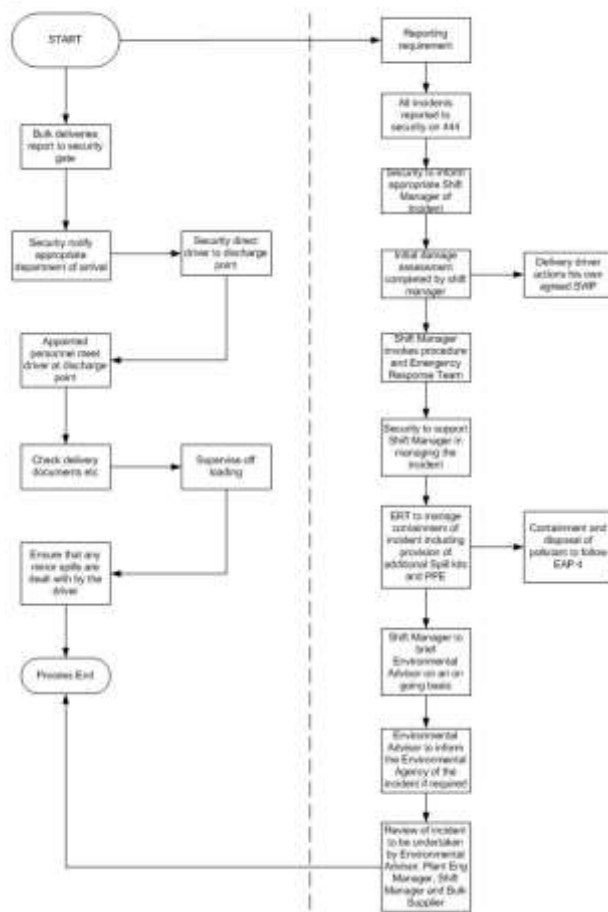 START
Bulk deliveries
report to security
gate
Security notify
appropriate
department of arrival
Security direct
driver to discharge
point
Appointed
personnel meet
driver at discharge
point
Check delivery
documents etc
Supervise off
loading
Ensure that any
minor spills are
dealt with by the
driver
Process End
Reporting
requirement
All incidents
reported to
security on 444
Security to inform
appropriate Shift
Manager of
Incident
Initial damage
assessment
completed by shift
manager
Delivery driver
actions his own
agreed SWP
Shift Manager
invokes procedure
and Emergency
Response Team
Security to support
Shift Manager in
managing the
incident
ERT to manage
containment of
incident including
provision of
additional Spill kits
and PPE
Containment and
disposal of
pollutant to follow
EAP 4
Shift Manager to
brief
Environmental
Advisor on an on
going basis
Environmental
Advisor to inform
the Environmental
Agency of the
incident if required
Review of incident
to be undertaken
by Environmental
Advisor, Plant Eng
Manager, Shift
Manager and Bulk
Supplier